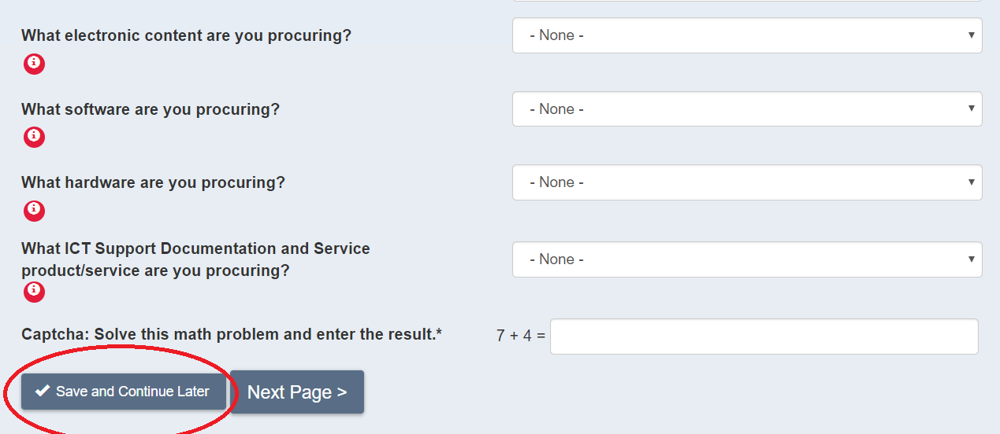 What electronic content are you procuring?
- None -
What software are you procuring?
- None -
What hardware are you procuring?
- None -
What ICT Support Documentation and Service
product/service are you procuring?
- None -
Captcha: Solve this math problem and enter the result.*
7 + 4 =
Save and Continue Later
Next Page >